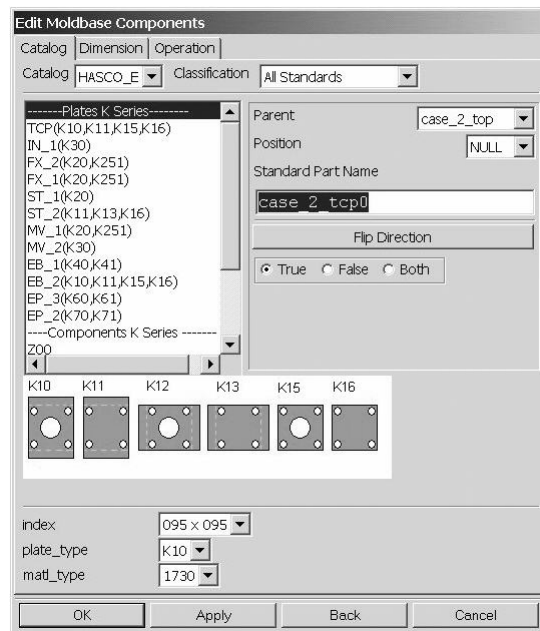 Edit Moldbase Components
Catalog Dimension Operation
Catalog HASCO_E Classification All Standards
-------Plates K Series--------
TCP(K10,K11,K15,K16)
IN_1(K30)
FX_2(K20,K251)
FX_1(K20,K251)
ST_1(K20)
ST_2(K11,K13,K16)
MV_1(K20,K251)
MV_2(K30)
EB_1(K40,K41)
EB_2(K10,K11,K15,K16)
EP_3(K60,K61)
EP_2(K70,K71)
----Components K Series -------
Z00
Parent case_2_top
Position NULL
Standard Part Name
case_2_tcp0
Flip Direction
True False Both
K10 K11 K12 K13 K15 K16
index 095 x 095
plate_type K10
matl_type 1730
OK Apply Back Cancel